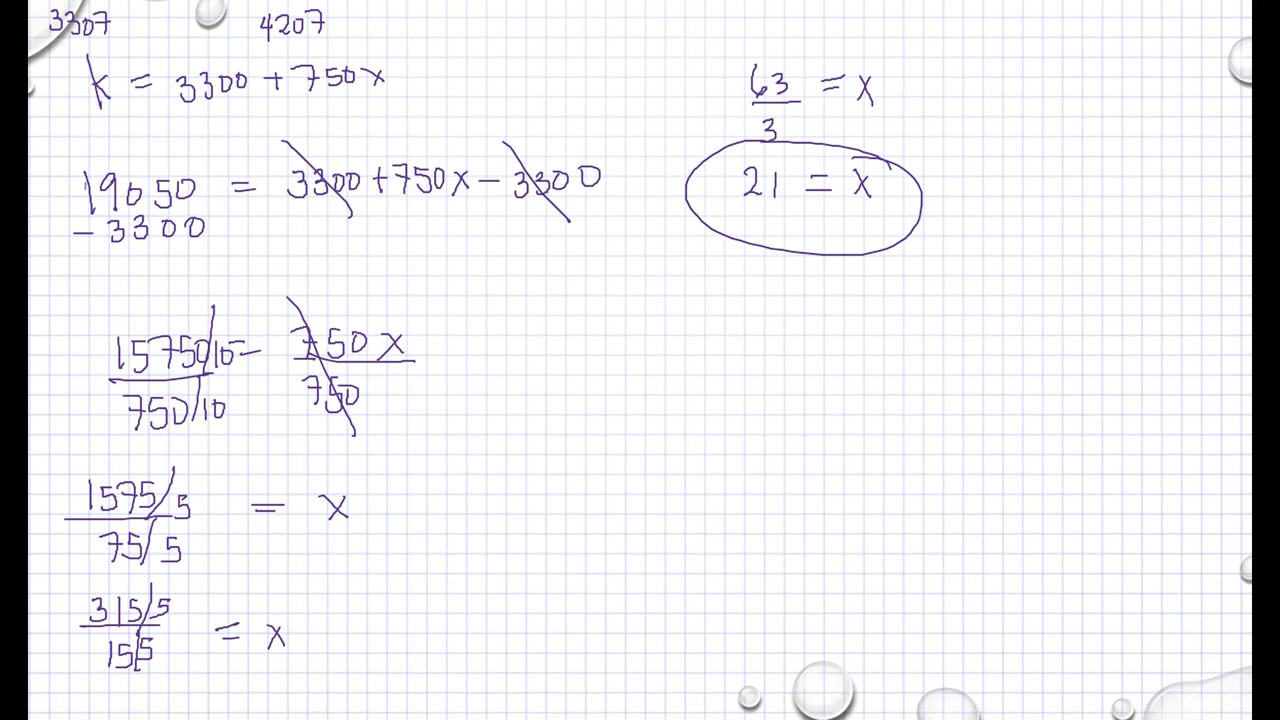 3307 4207
k = 3300 + 750x
19050 = 3300 + 750x - 3300
- 3300
15750/10 = 750x
750/10 750
1575/5 = x
75/5
315/5 = x
15/5
63 = x
3
21 = x